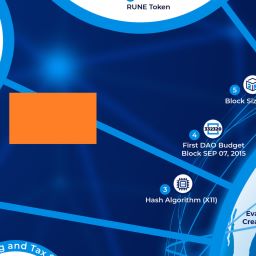 RUNE Token
5
Block Siz
4
332320
First DAO Budget
Block SEP 07, 2015
3
Hash Algorithm (X11)
Eva
Crea
g and Tax